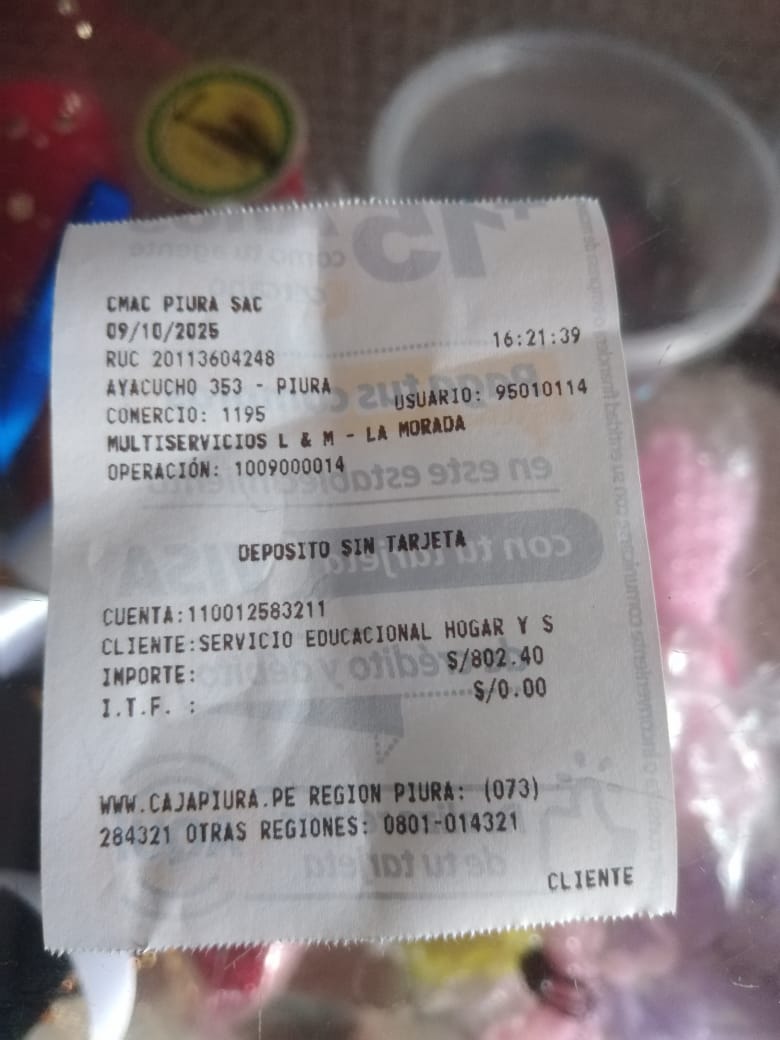 CMAC PIURA SAC
09/10/2025 16:21:39
RUC 20113604248
AYACUCHO 353 - PIURA
COMERCIO: 1195 USUARIO: 95010114
MULTISERVICIOS L & M - LA MORADA
OPERACIÓN: 1009000014
DEPOSITO SIN TARJETA
CUENTA:110012583211
CLIENTE:SERVICIO EDUCACIONAL HOGAR Y S
IMPORTE: S/802.40
I.T.F. : S/0.00
WWW.CAJAPIURA.PE REGION PIURA: (073)
284321 OTRAS REGIONES: 0801-014321
CLIENTE